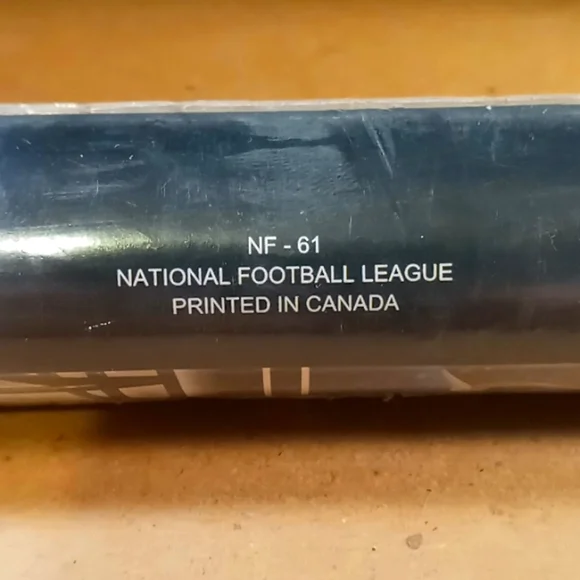 NF - 61
NATIONAL FOOTBALL LEAGUE
PRINTED IN CANADA